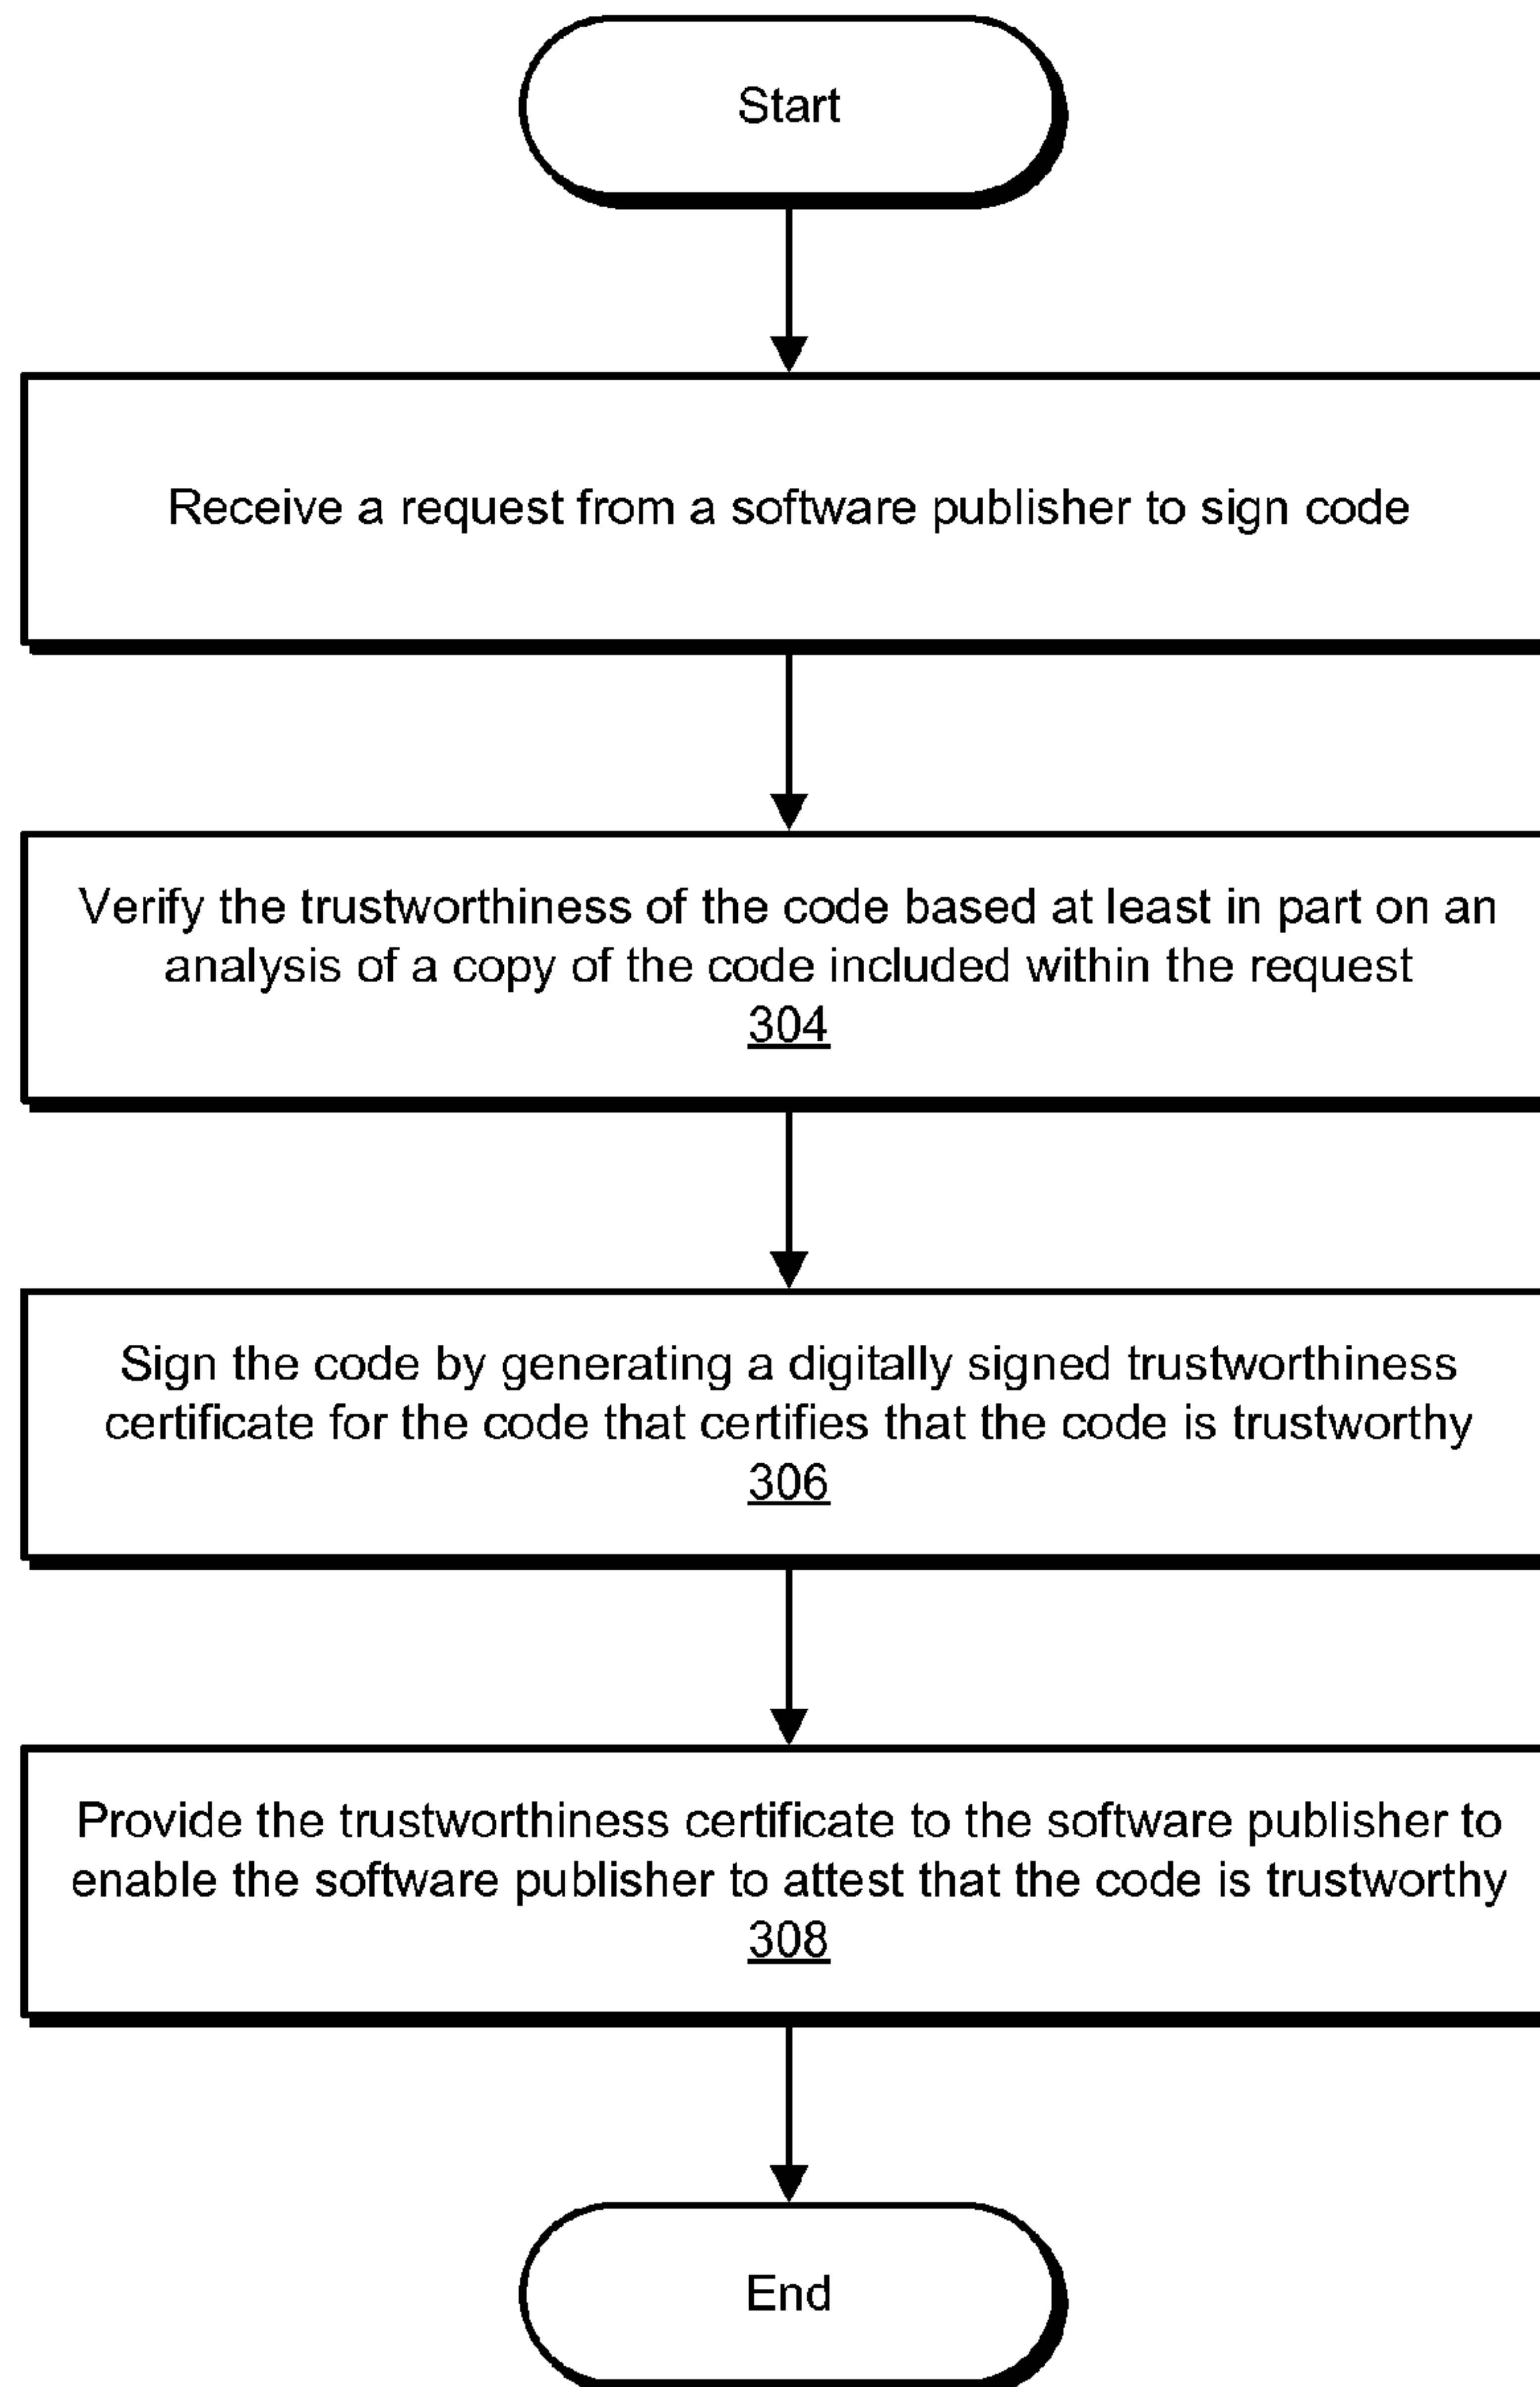 Start
Receive a request from a software publisher to sign code
Verify the trustworthiness of the code based at least in part on an
analysis of a copy of the code included within the request
304
Sign the code by generating a digitally signed trustworthiness
certificate for the code that certifies that the code is trustworthy
306
Provide the trustworthiness certificate to the software publisher to
enable the software publisher to attest that the code is trustworthy
308
End